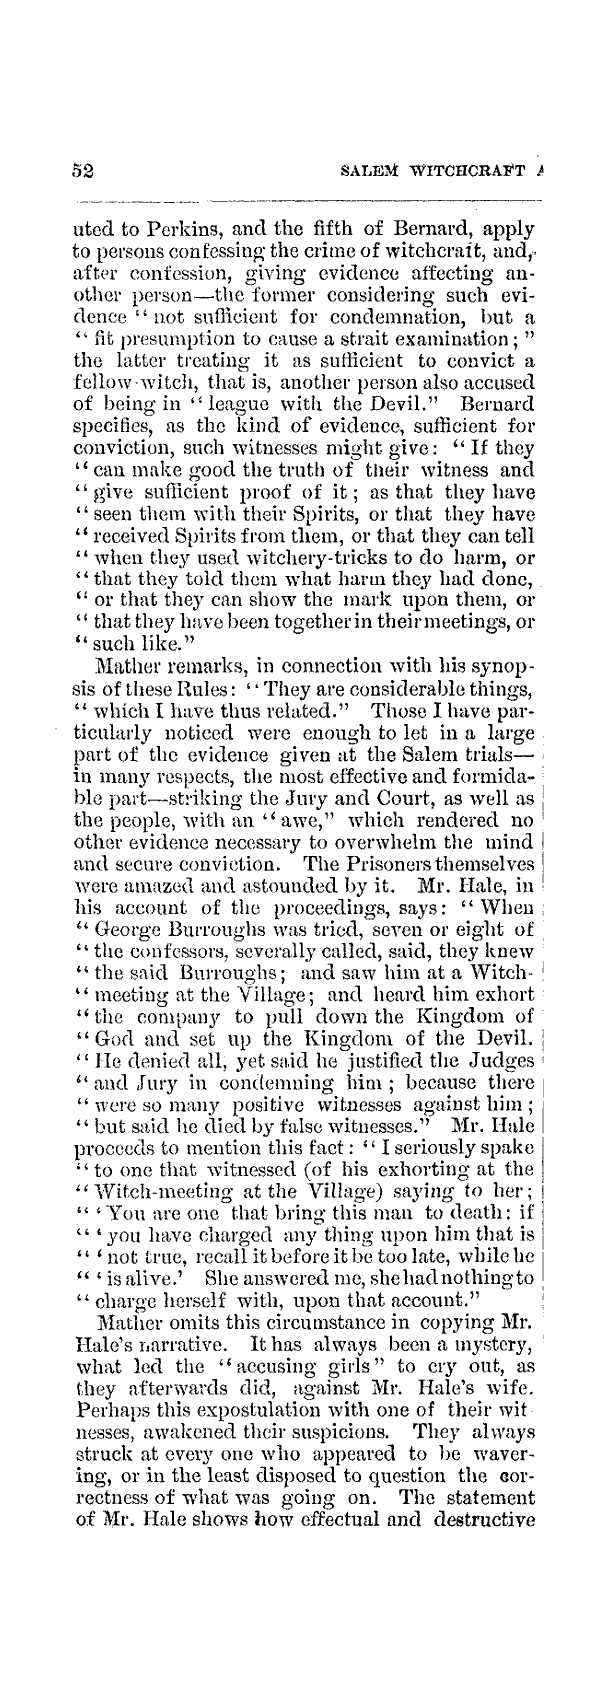 52 SALEM WITCHCRAFT
uted to Perkins, and the fifth of Bernard, apply
to persons confessing the crime of witchcraft, and,
after confession, giving evidence affecting an-
other person—the former considering such evi-
dence "not sufficient for condemnation, but a
" fit presumption to cause a strait examination; "
the latter treating it as sufficient to convict a
fellow-witch, that is, another person also accused
of being in "league with the Devil." Bernard
specifies, as the kind of evidence, sufficient for
conviction, such witnesses might give: "If they
"can make good the truth of their witness and
"give sufficient proof of it; as that they have
"seen them with their Spirits, or that they have
"received Spirits from them, or that they can tell
"when they used witchery-tricks to do harm, or
"that they told them what harm they had done,
"or that they can show the mark upon them, or
"that they have been together in their meetings, or
"such like."
Mather remarks, in connection with his synop-
sis of these Rules: "They are considerable things,
"which I have thus related." Those I have par-
ticularly noticed were enough to let in a large
part of the evidence given at the Salem trials—
in many respects, the most effective and formida-
ble part—striking the Jury and Court, as well as
the people, with an "awe," which rendered no
other evidence necessary to overwhelm the mind
and secure conviction. The Prisoners themselves
were amazed and astounded by it. Mr. Hale, in
his account of the proceedings, says: "When
"George Burroughs was tried, seven or eight of
"the confessors, severally called, said, they knew
"the said Burroughs; and saw him at a Witch-
"meeting at the Village; and heard him exhort
"the company to pull down the Kingdom of
"God and set up the Kingdom of the Devil.
"He denied all, yet said he justified the Judges
"and Jury in condemning him; because there
"were so many positive witnesses against him;
"but said he died by false witnesses." Mr. Hale
proceeds to mention this fact: "I seriously spake
"to one that witnessed (of his exhorting at the
"Witch-meeting at the Village) saying to her;
"'You are one that bring this man to death: if
"'you have charged any thing upon him that is
"'not true, recall it before it be too late, while he
"'is alive.' She answered me, she had nothing to
"charge herself with, upon that account."
Mather omits this circumstance in copying Mr.
Hale's narrative. It has always been a mystery,
what led the "accusing girls" to cry out, as
they afterwards did, against Mr. Hale's wife.
Perhaps this expostulation with one of their wit
nesses, awakened their suspicions. They always
struck at every one who appeared to be waver-
ing, or in the least disposed to question the cor-
rectness of what was going on. The statement
of Mr. Hale shows how effectual and destructive